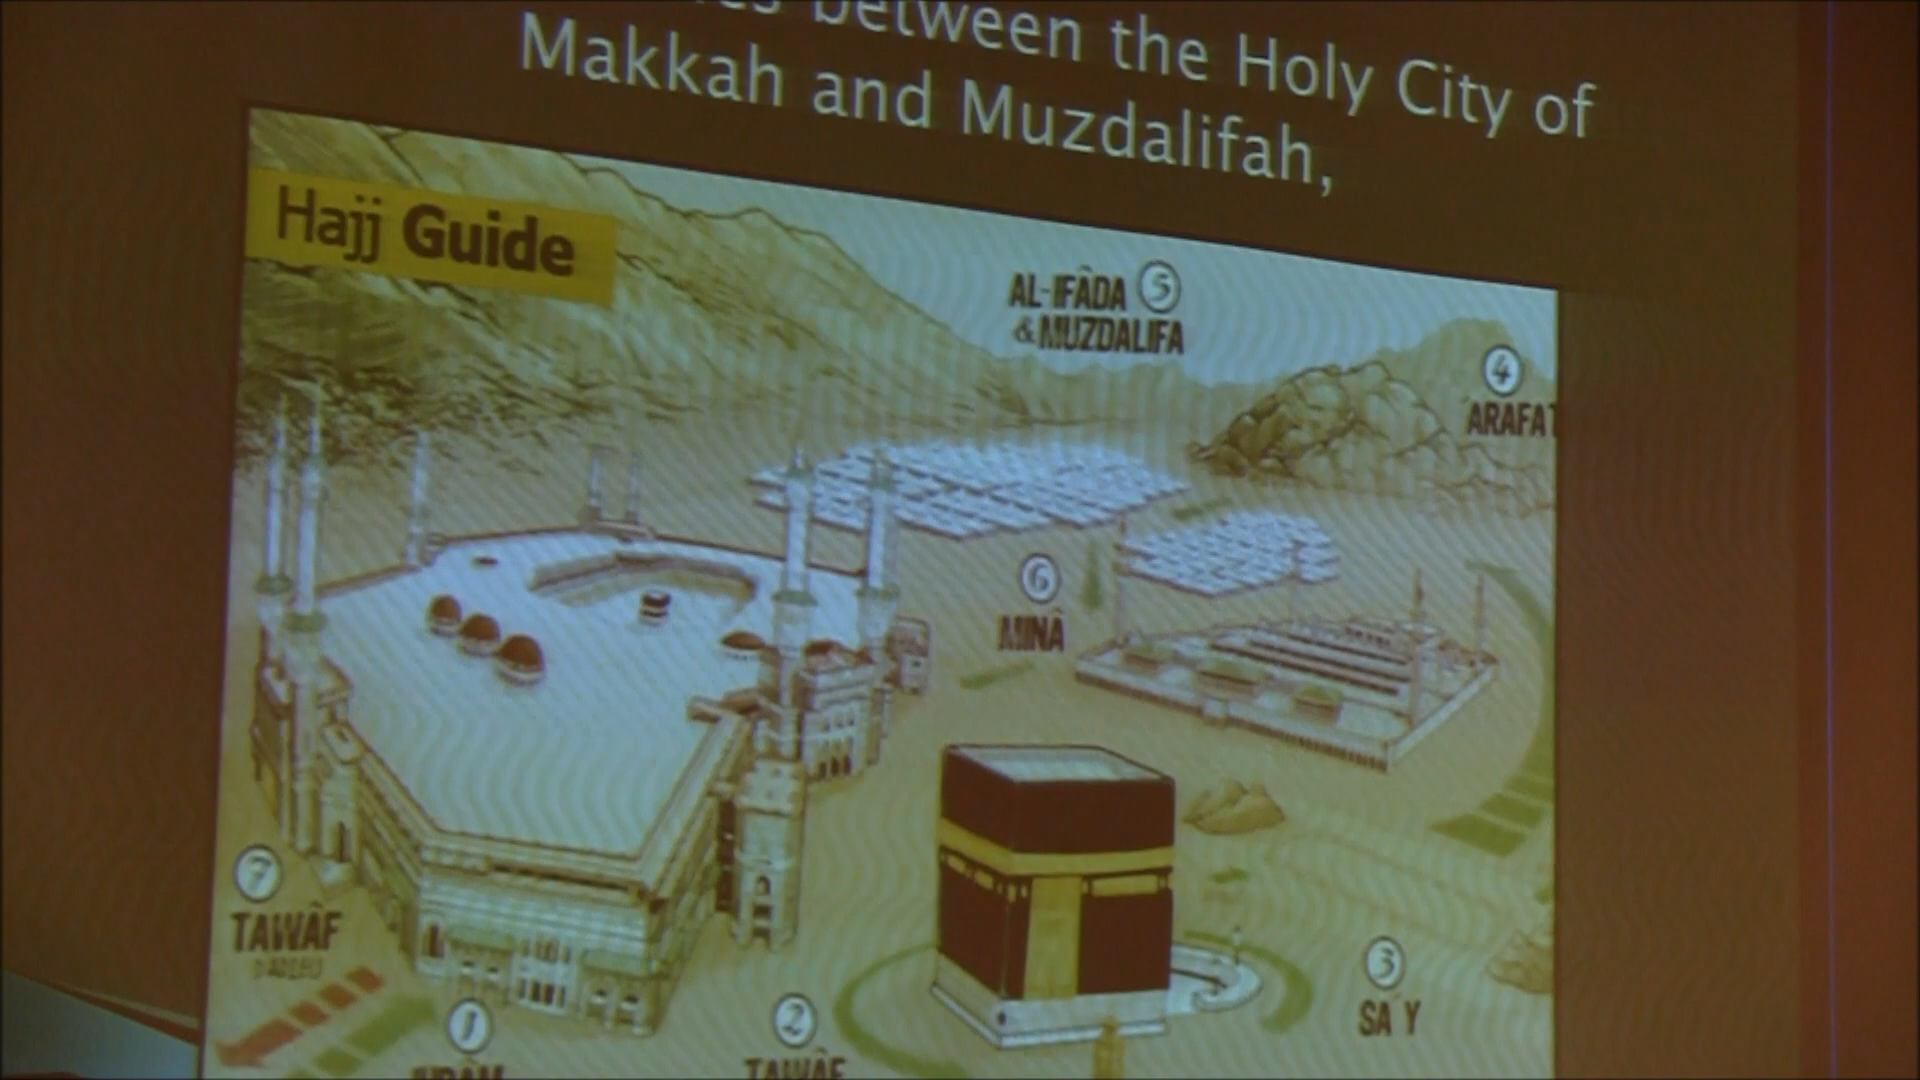 between the Holy City of
Makkah and Muzdalifah,
Hajj Guide
AL-IFÂDA 5
& MUZDALIFA
4
ARAFAT
6
MINÂ
7
TAWÂF
3
SA Y
1
2
TAWÂF